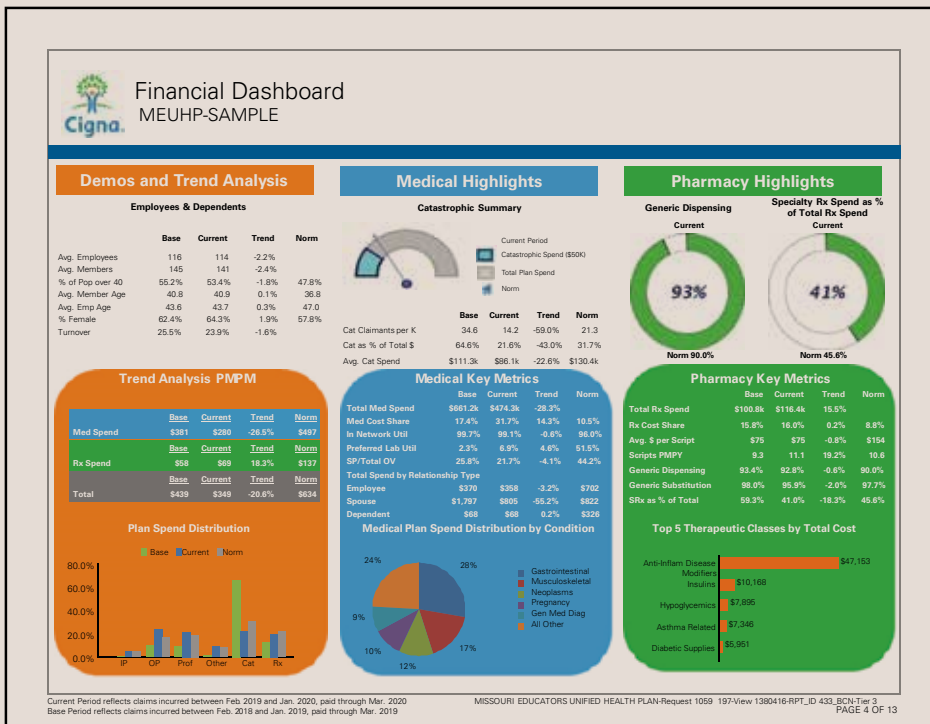 Cigna.
Financial Dashboard
MEUHP-SAMPLE
Demos and Trend Analysis
Employees & Dependents
Base Current Trend Norm
Avg. Employees 116 114 -2.2%
Avg. Members 145 141 -2.4%
% of Pop over 40 55.2% 53.4% -1.8% 47.8%
Avg. Member Age 40.8 40.9 0.1% 36.8
Avg. Emp Age 43.6 43.7 0.3% 47.0
% Female 62.4% 64.3% 1.9% 57.8%
Turnover 25.5% 23.9% -1.6%
Trend Analysis PMPM
Base Current Trend Norm
Med Spend $381 $280 -26.5% $497
Base Current Trend Norm
Rx Spend $58 $69 18.3% $137
Base Current Trend Norm
Total $439 $349 -20.6% $634
Plan Spend Distribution
Base Current Norm
80.0%
60.0%
40.0%
20.0%
0.0%
IP OP Prof Other Cat Rx
Medical Highlights
Catastrophic Summary
Current Period
Catastrophic Spend ($50K)
Total Plan Spend
Norm
Base Current Trend Norm
Cat Claimants per K 34.6 14.2 -59.0% 21.3
Cat as % of Total $ 64.6% 21.6% -43.0% 31.7%
Avg. Cat Spend $111.3k $86.1k -22.6% $130.4k
Medical Key Metrics
Base Current Trend Norm
Total Med Spend $661.2k $474.3k -28.3%
Med Cost Share 17.4% 31.7% 14.3% 10.5%
In Network Util 99.7% 99.1% -0.6% 96.0%
Preferred Lab Util 2.3% 6.9% 4.6% 51.5%
SP/Total OV 25.8% 21.7% -4.1% 44.2%
Total Spend by Relationship Type
Employee $370 $358 -3.2% $702
Spouse $1,797 $805 -55.2% $822
Dependent $68 $68 0.2% $326
Medical Plan Spend Distribution by Condition
24%
28%
9%
10%
12%
17%
Gastrointestinal
Musculoskeletal
Neoplasms
Pregnancy
Gen Med Diag
All Other
Pharmacy Highlights
Generic Dispensing
Current
93%
Norm 90.0%
Specialty Rx Spend as %
of Total Rx Spend
Current
41%
Norm 45.6%
Pharmacy Key Metrics
Base Current Trend Norm
Total Rx Spend $100.8k $116.4k 15.5%
Rx Cost Share 15.8% 16.0% 0.2% 8.8%
Avg. $ per Script $75 $75 -0.8% $154
Scripts PMPY 9.3 11.1 19.2% 10.6
Generic Dispensing 93.4% 92.8% -0.6% 90.0%
Generic Substitution 98.0% 95.9% -2.0% 97.7%
SRx as % of Total 59.3% 41.0% -18.3% 45.6%
Top 5 Therapeutic Classes by Total Cost
Anti-Inflam Disease
Modifiers $47,153
Insulins $10,168
Hypoglycemics $7,895
Asthma Related $7,346
Diabetic Supplies $5,951
Current Period reflects claims incurred between Feb. 2019 and Jan. 2020, paid through Mar. 2020
Base Period reflects claims incurred between Feb. 2018 and Jan. 2019, paid through Mar. 2019
MISSOURI EDUCATORS UNIFIED HEALTH PLAN-Request 1059 197-View 1380416-RPT_ID 433_BCN-Tier 3
PAGE 4 OF 13